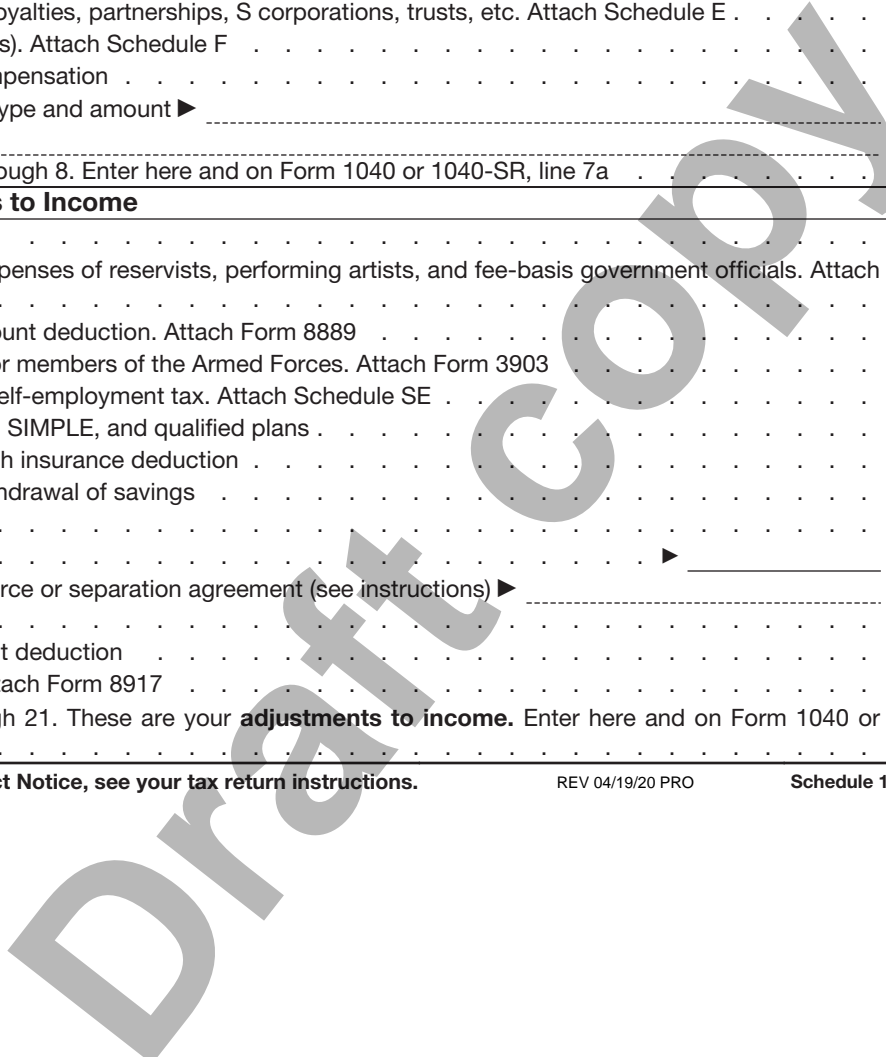 oyalties, partnerships, S corporations, trusts, etc. Attach Schedule E . . . . .
s). Attach Schedule F . . . . . . . . . . . . . . . . . . . .
npensation . . . . . . . . . . . . . . . . . . . . . . . .
ype and amount ▶
ough 8. Enter here and on Form 1040 or 1040-SR, line 7a . . . . . . . .
s to Income
. . . . . . . . . . . . . . . . . . . . . . . . . . .
penses of reservists, performing artists, and fee-basis government officials. Attach
. . . . . . . . . . . . . . . . . . . . . . . . . . . .
ount deduction. Attach Form 8889 . . . . . . . . . . . . . . . .
or members of the Armed Forces. Attach Form 3903 . . . . . . . . . .
elf-employment tax. Attach Schedule SE . . . . . . . . . . . . . .
, SIMPLE, and qualified plans . . . . . . . . . . . . . . . . . .
h insurance deduction . . . . . . . . . . . . . . . . . . . .
ndrawal of savings . . . . . . . . . . . . . . . . . . . . .
. . . . . . . . . . . . . . . . . . . . . . . . . . . .
. . . . . . . . . . . . . . . . . . . . . ▶
rce or separation agreement (see instructions) ▶
. . . . . . . . . . . . . . . . . . . . . . . . . . . .
t deduction . . . . . . . . . . . . . . . . . . . . . . .
tach Form 8917 . . . . . . . . . . . . . . . . . . . . . .
gh 21. These are your adjustments to income. Enter here and on Form 1040 or
. . . . . . . . . . . . . . . . . . . . . . . . . . . .
ct Notice, see your tax return instructions. REV 04/19/20 PRO Schedule 1
Draft copy